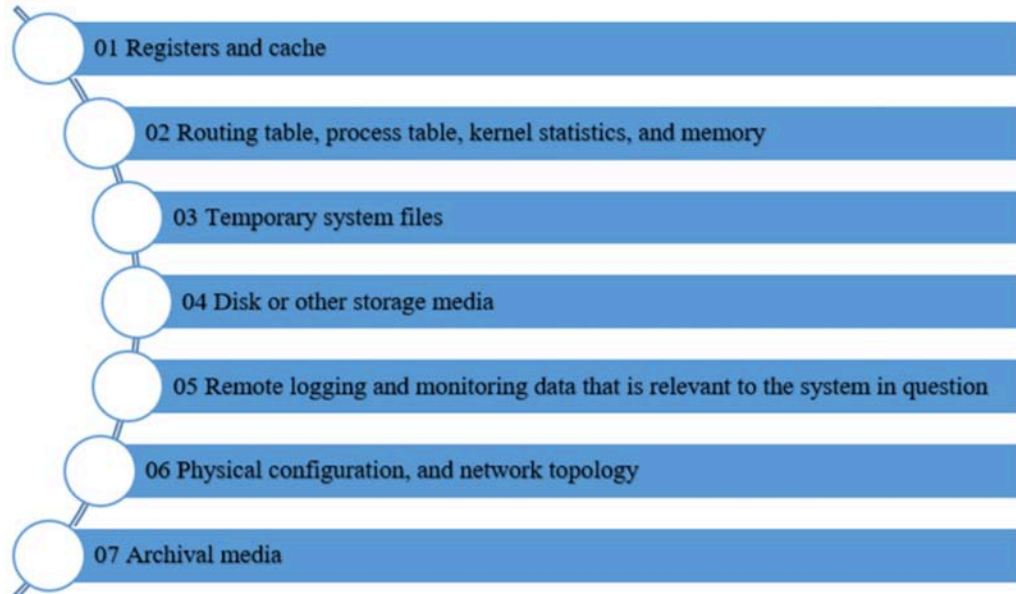 01 Registers and cache
02 Routing table, process table, kernel statistics, and memory
03 Temporary system files
04 Disk or other storage media
05 Remote logging and monitoring data that is relevant to the system in question
06 Physical configuration, and network topology
07 Archival media